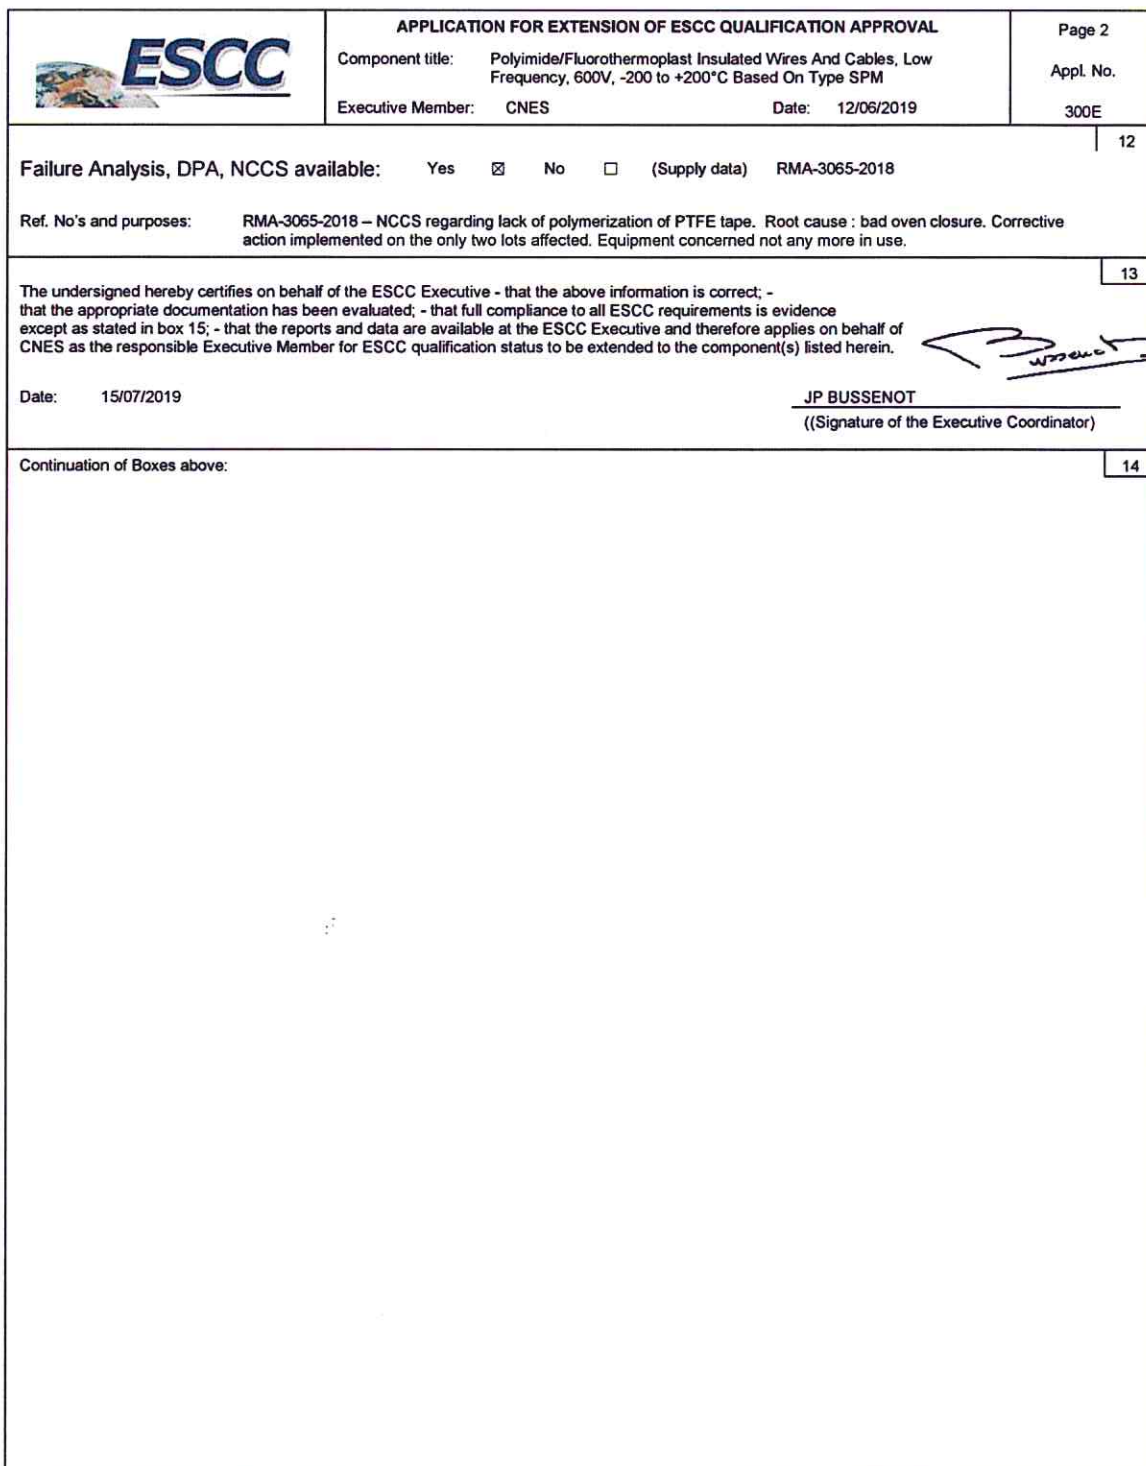 ESCC
APPLICATION FOR EXTENSION OF ESCC QUALIFICATION APPROVAL
Component title: Polyimide/Fluorothermoplast Insulated Wires And Cables, Low
Frequency, 600V, -200 to +200°C Based On Type SPM
Executive Member: CNES Date: 12/06/2019
Page 2
Appl. No.
300E
12
Failure Analysis, DPA, NCCS available: Yes ☒ No ☐ (Supply data) RMA-3065-2018
Ref. No's and purposes: RMA-3065-2018 – NCCS regarding lack of polymerization of PTFE tape. Root cause : bad oven closure. Corrective
action implemented on the only two lots affected. Equipment concerned not any more in use.
13
The undersigned hereby certifies on behalf of the ESCC Executive - that the above information is correct; -
that the appropriate documentation has been evaluated; - that full compliance to all ESCC requirements is evidence
except as stated in box 15; - that the reports and data are available at the ESCC Executive and therefore applies on behalf of
CNES as the responsible Executive Member for ESCC qualification status to be extended to the component(s) listed herein.
Bussenot
Date: 15/07/2019 JP BUSSENOT
((Signature of the Executive Coordinator)
Continuation of Boxes above: 14